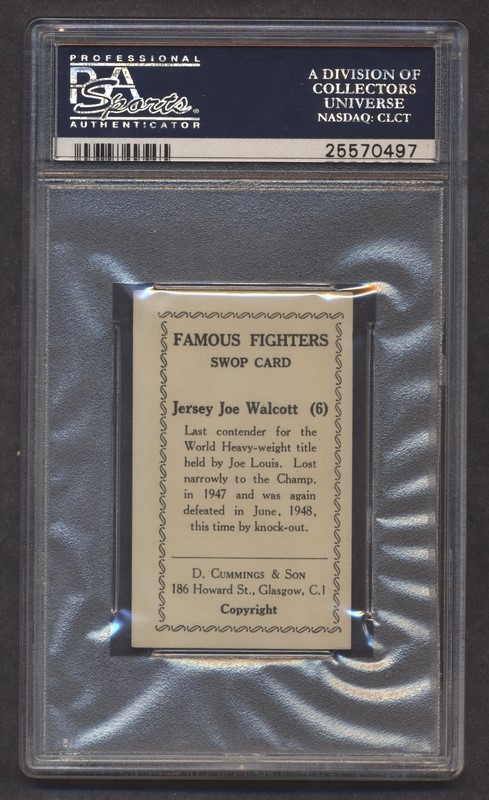 PROFESSIONAL
PSA
Sports®
AUTHENTICATOR
A DIVISION OF
COLLECTORS
UNIVERSE
NASDAQ: CLCT
25570497
FAMOUS FIGHTERS
SWOP CARD
Jersey Joe Walcott (6)
Last contender for the
World Heavy-weight title
held by Joe Louis. Lost
narrowly to the Champ.
in 1947 and was again
defeated in June, 1948,
this time by knock-out.
D. CUMMINGS & SON
186 Howard St., Glasgow, C.1
Copyright